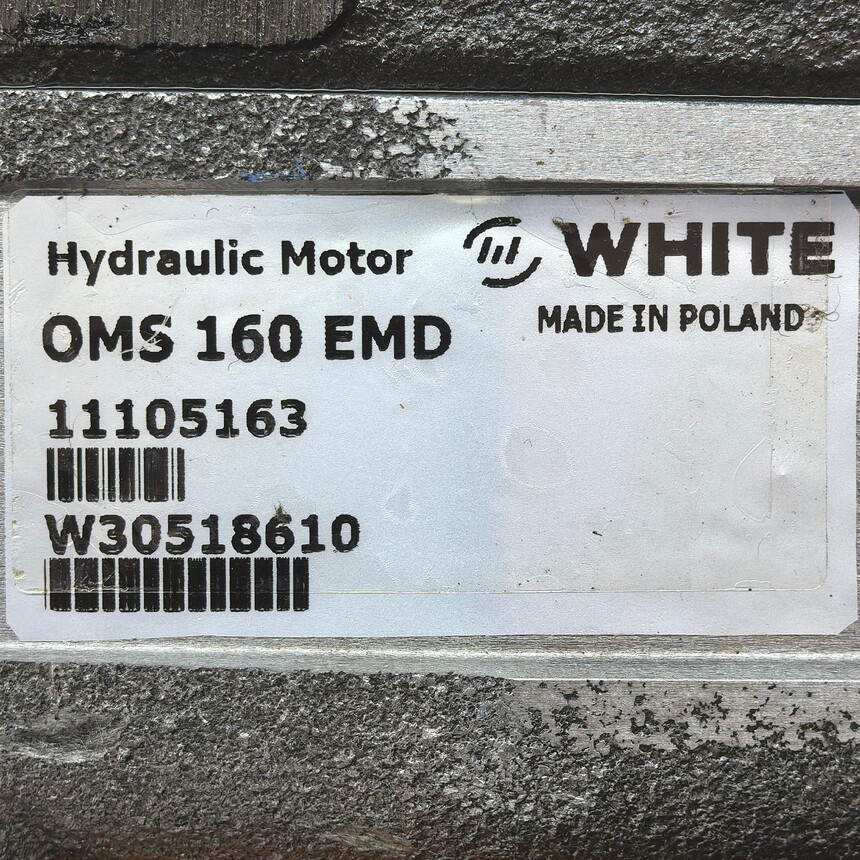 Hydraulic Motor
WHITE
MADE IN POLAND
OMS 160 EMD
11105163
W30518610